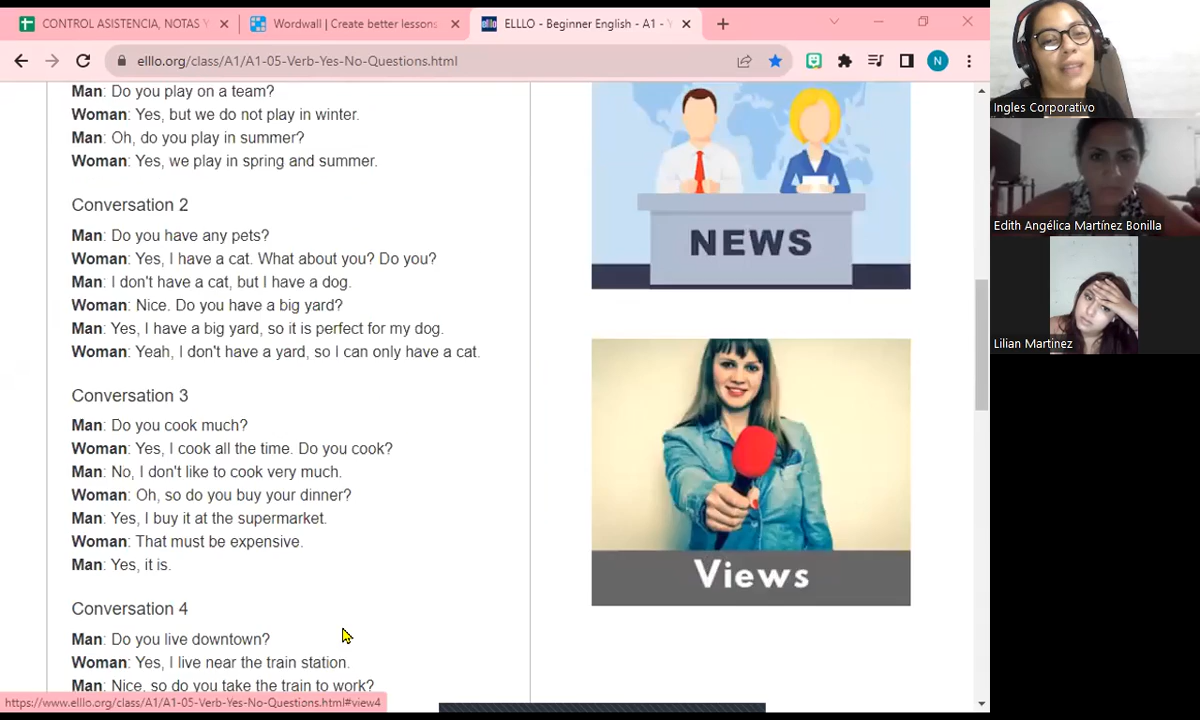 CONTROL ASISTENCIA, NOTAS Y
Wordwall | Create better lessons
ELLLO - Beginner English - A1 -
elllo.org/class/A1/A1-05-Verb-Yes-No-Questions.html
N
Man: Do you play on a team?
Woman: Yes, but we do not play in winter.
Man: Oh, do you play in summer?
Woman: Yes, we play in spring and summer.
Conversation 2
Man: Do you have any pets?
Woman: Yes, I have a cat. What about you? Do you?
Man: I don't have a cat, but I have a dog.
Woman: Nice. Do you have a big yard?
Man: Yes, I have a big yard, so it is perfect for my dog.
Woman: Yeah, I don't have a yard, so I can only have a cat.
Conversation 3
Man: Do you cook much?
Woman: Yes, I cook all the time. Do you cook?
Man: No, I don't like to cook very much.
Woman: Oh, so do you buy your dinner?
Man: Yes, I buy it at the supermarket.
Woman: That must be expensive.
Man: Yes, it is.
Conversation 4
Man: Do you live downtown?
Woman: Yes, I live near the train station.
Man: Nice, so do you take the train to work?
https://www.elllo.org/class/A1/A1-05-Verb-Yes-No-Questions.html#view4
NEWS
Views
Ingles Corporativo
Edith Angélica Martínez Bonilla
Lilian Martinez